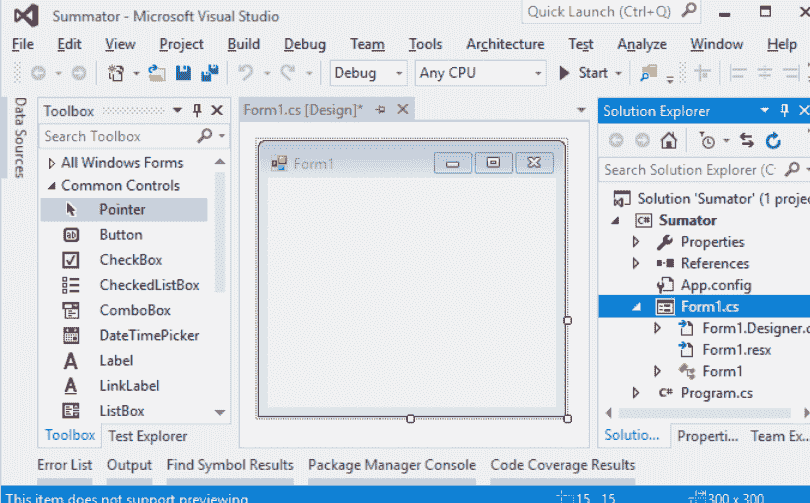 Summator - Microsoft Visual Studio
Quick Launch (Ctrl+Q)
File Edit View Project Build Debug Team Tools Architecture Test Analyze Window Help
Debug Any CPU Start
Data Sources
Toolbox
Search Toolbox
All Windows Forms
Common Controls
Pointer
Button
CheckBox
CheckedListBox
ComboBox
DateTimePicker
Label
LinkLabel
ListBox
Toolbox Test Explorer
Form1.cs [Design]*
Form1
Solution Explorer
Search Solution Explorer (C
Solution 'Sumator' (1 projec
C# Sumator
Properties
References
App.config
Form1.cs
Form1.Designer.c
Form1.resx
Form1
C# Program.cs
Solutio... Properti... Team Ex...
Error List Output Find Symbol Results Package Manager Console Code Coverage Results
This item does not support previewing
15, 15 300 x 300